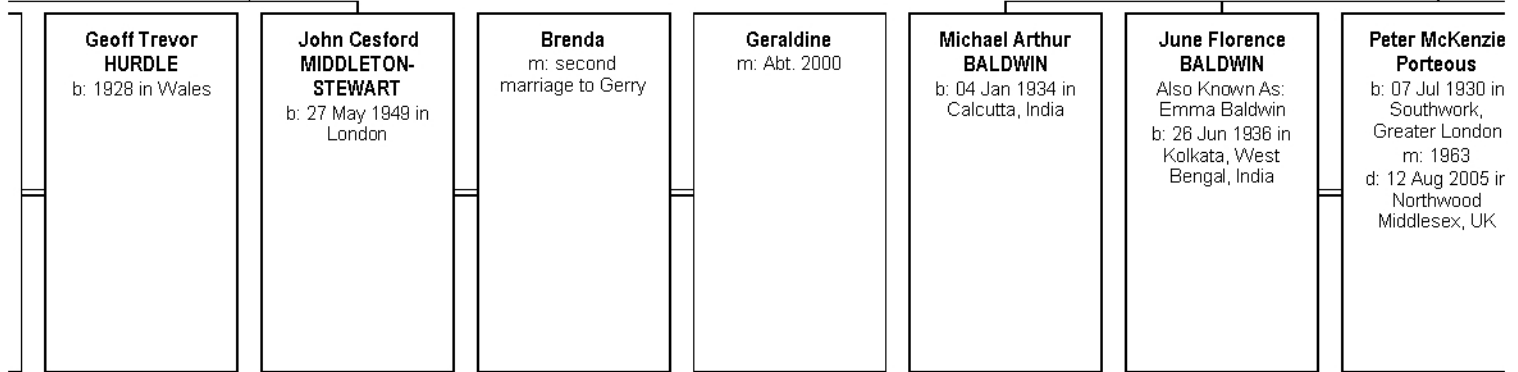 Geoff Trevor
HURDLE
b: 1928 in Wales
John Cesford
MIDDLETON-
STEWART
b: 27 May 1949 in
London
Brenda
m: second
marriage to Gerry
Geraldine
m: Abt. 2000
Michael Arthur
BALDWIN
b: 04 Jan 1934 in
Calcutta, India
June Florence
BALDWIN
Also Known As:
Emma Baldwin
b: 26 Jun 1936 in
Kolkata, West
Bengal, India
Peter McKenzie
Porteous
b: 07 Jul 1930 in
Southwork,
Greater London
m: 1963
d: 12 Aug 2005 in
Northwood
Middlesex, UK